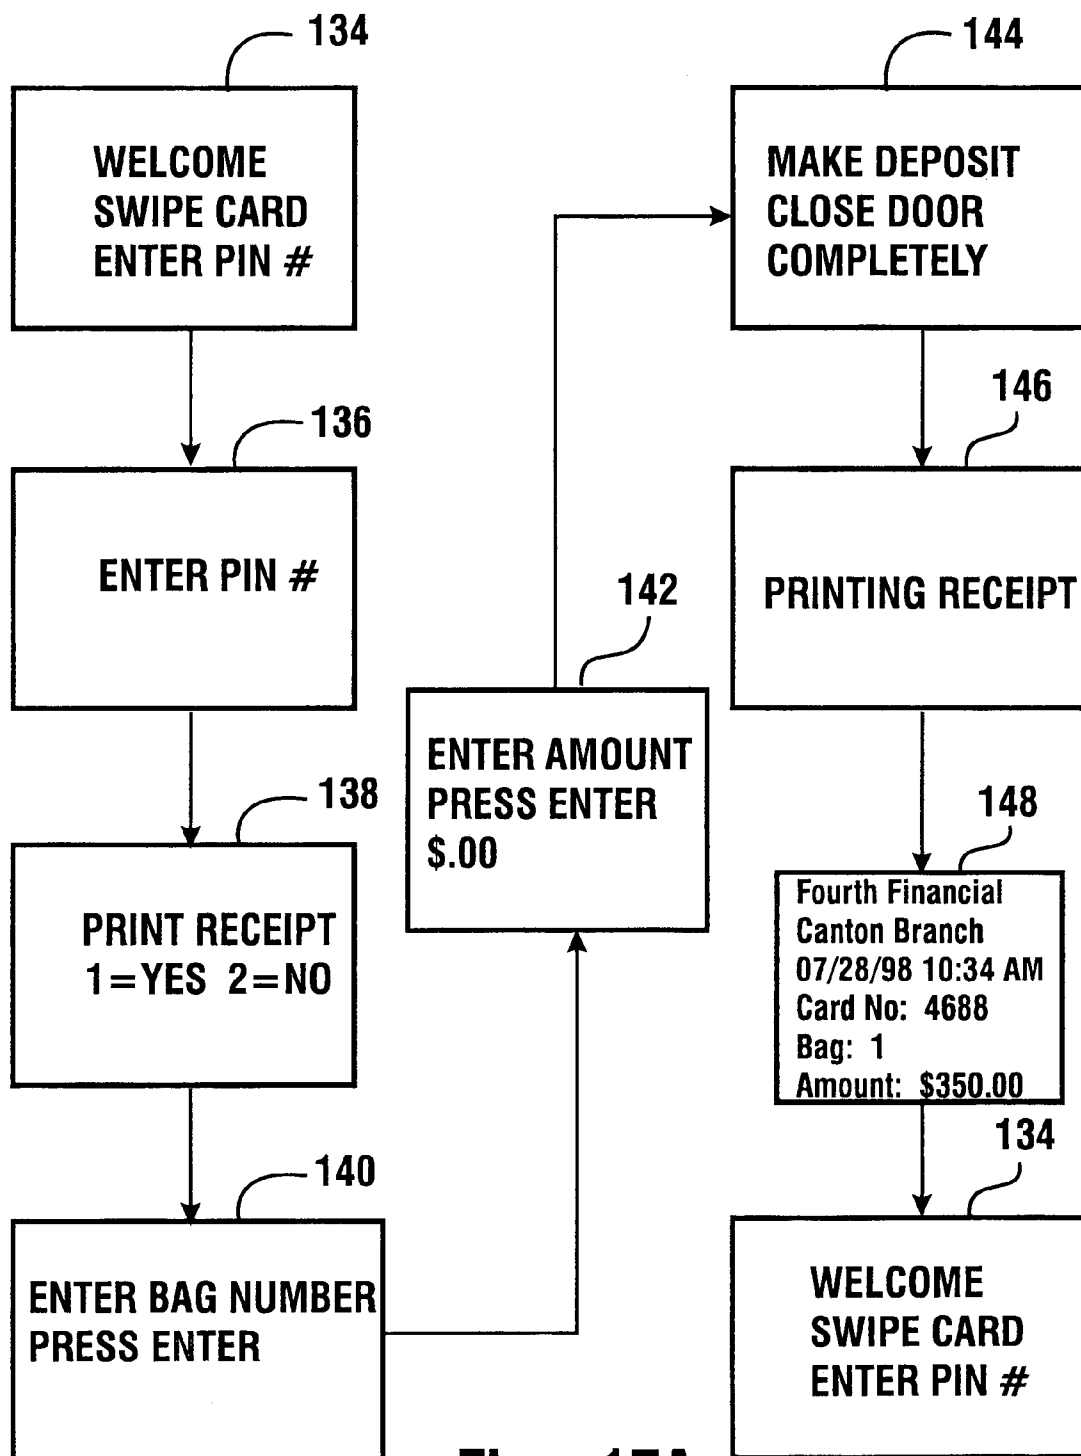 134
WELCOME
SWIPE CARD
ENTER PIN #
136
ENTER PIN #
138
PRINT RECEIPT
1=YES 2=NO
140
ENTER BAG NUMBER
PRESS ENTER
142
ENTER AMOUNT
PRESS ENTER
$.00
144
MAKE DEPOSIT
CLOSE DOOR
COMPLETELY
146
PRINTING RECEIPT
148
Fourth Financial
Canton Branch
07/28/98 10:34 AM
Card No: 4688
Bag: 1
Amount: $350.00
134
WELCOME
SWIPE CARD
ENTER PIN #